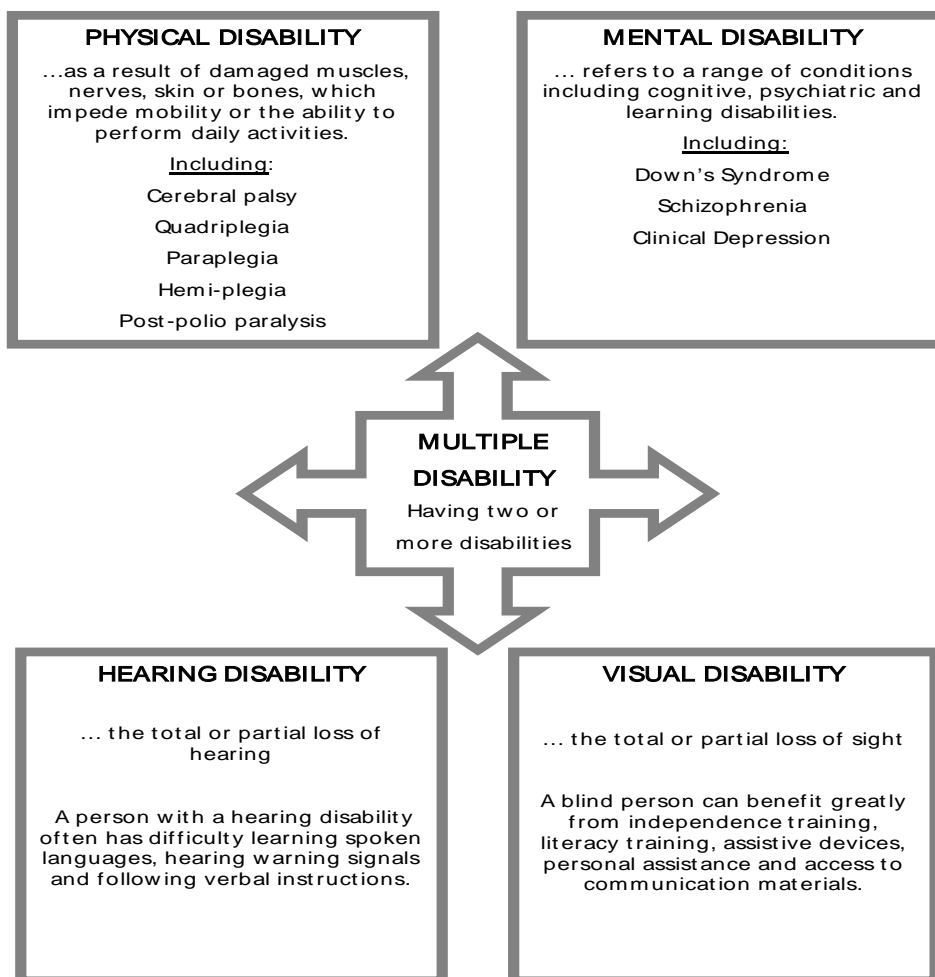 PHYSICAL DISABILITY
...as a result of damaged muscles,
nerves, skin or bones, which
impede mobility or the ability to
perform daily activities.
Including:
Cerebral palsy
Quadriplegia
Paraplegia
Hemi-plegia
Post-polio paralysis
MENTAL DISABILITY
... refers to a range of conditions
including cognitive, psychiatric and
learning disabilities.
Including:
Down's Syndrome
Schizophrenia
Clinical Depression
MULTIPLE
DISABILITY
Having two or
more disabilities
HEARING DISABILITY
... the total or partial loss of
hearing
A person with a hearing disability
often has difficulty learning spoken
languages, hearing warning signals
and following verbal instructions.
VISUAL DISABILITY
... the total or partial loss of sight
A blind person can benefit greatly
from independence training,
literacy training, assistive devices,
personal assistance and access to
communication materials.